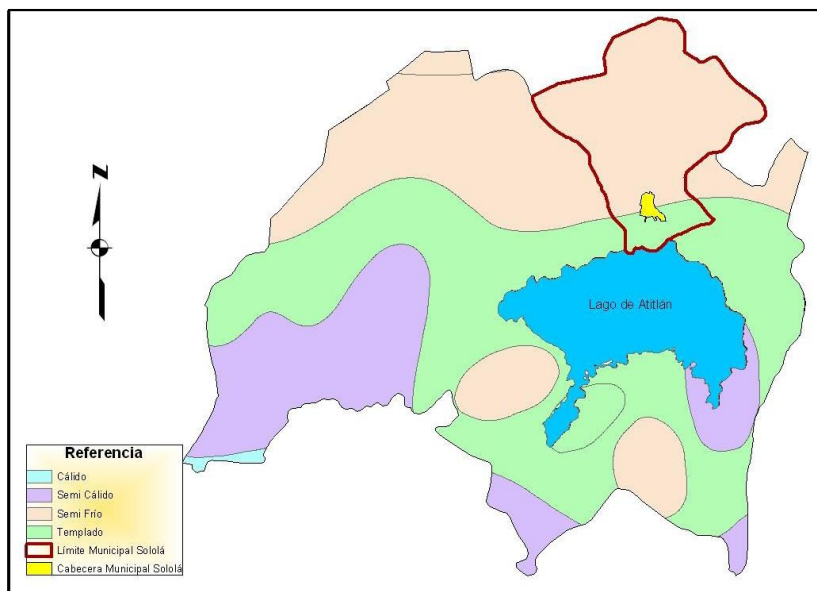 N
Lago de Atitlán
Referencia
Cálido
Semi Cálido
Semi Frío
Templado
Límite Municipal Sololá
Cabecera Municipal Sololá